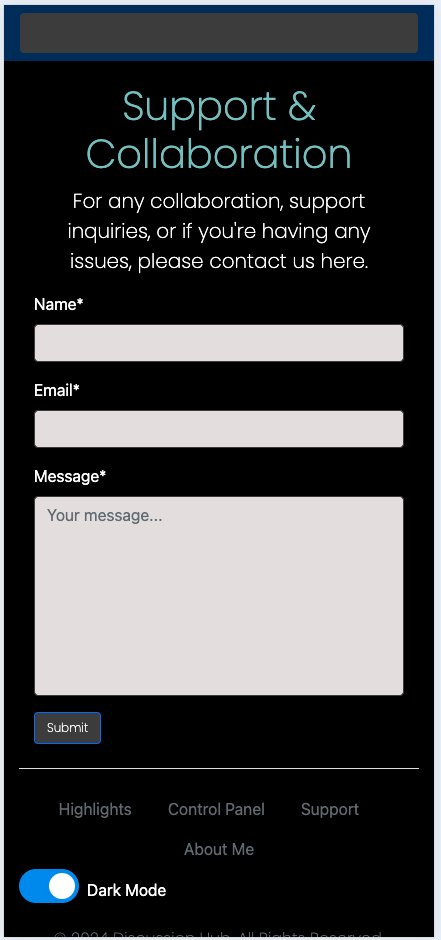 Support &
Collaboration
For any collaboration, support
inquiries, or if you're having any
issues, please contact us here.
Name*
Email*
Message*
Your message...
Submit
Highlights Control Panel Support
About Me
Dark Mode
© 2024 Discussion Hub. All Rights Reserved.